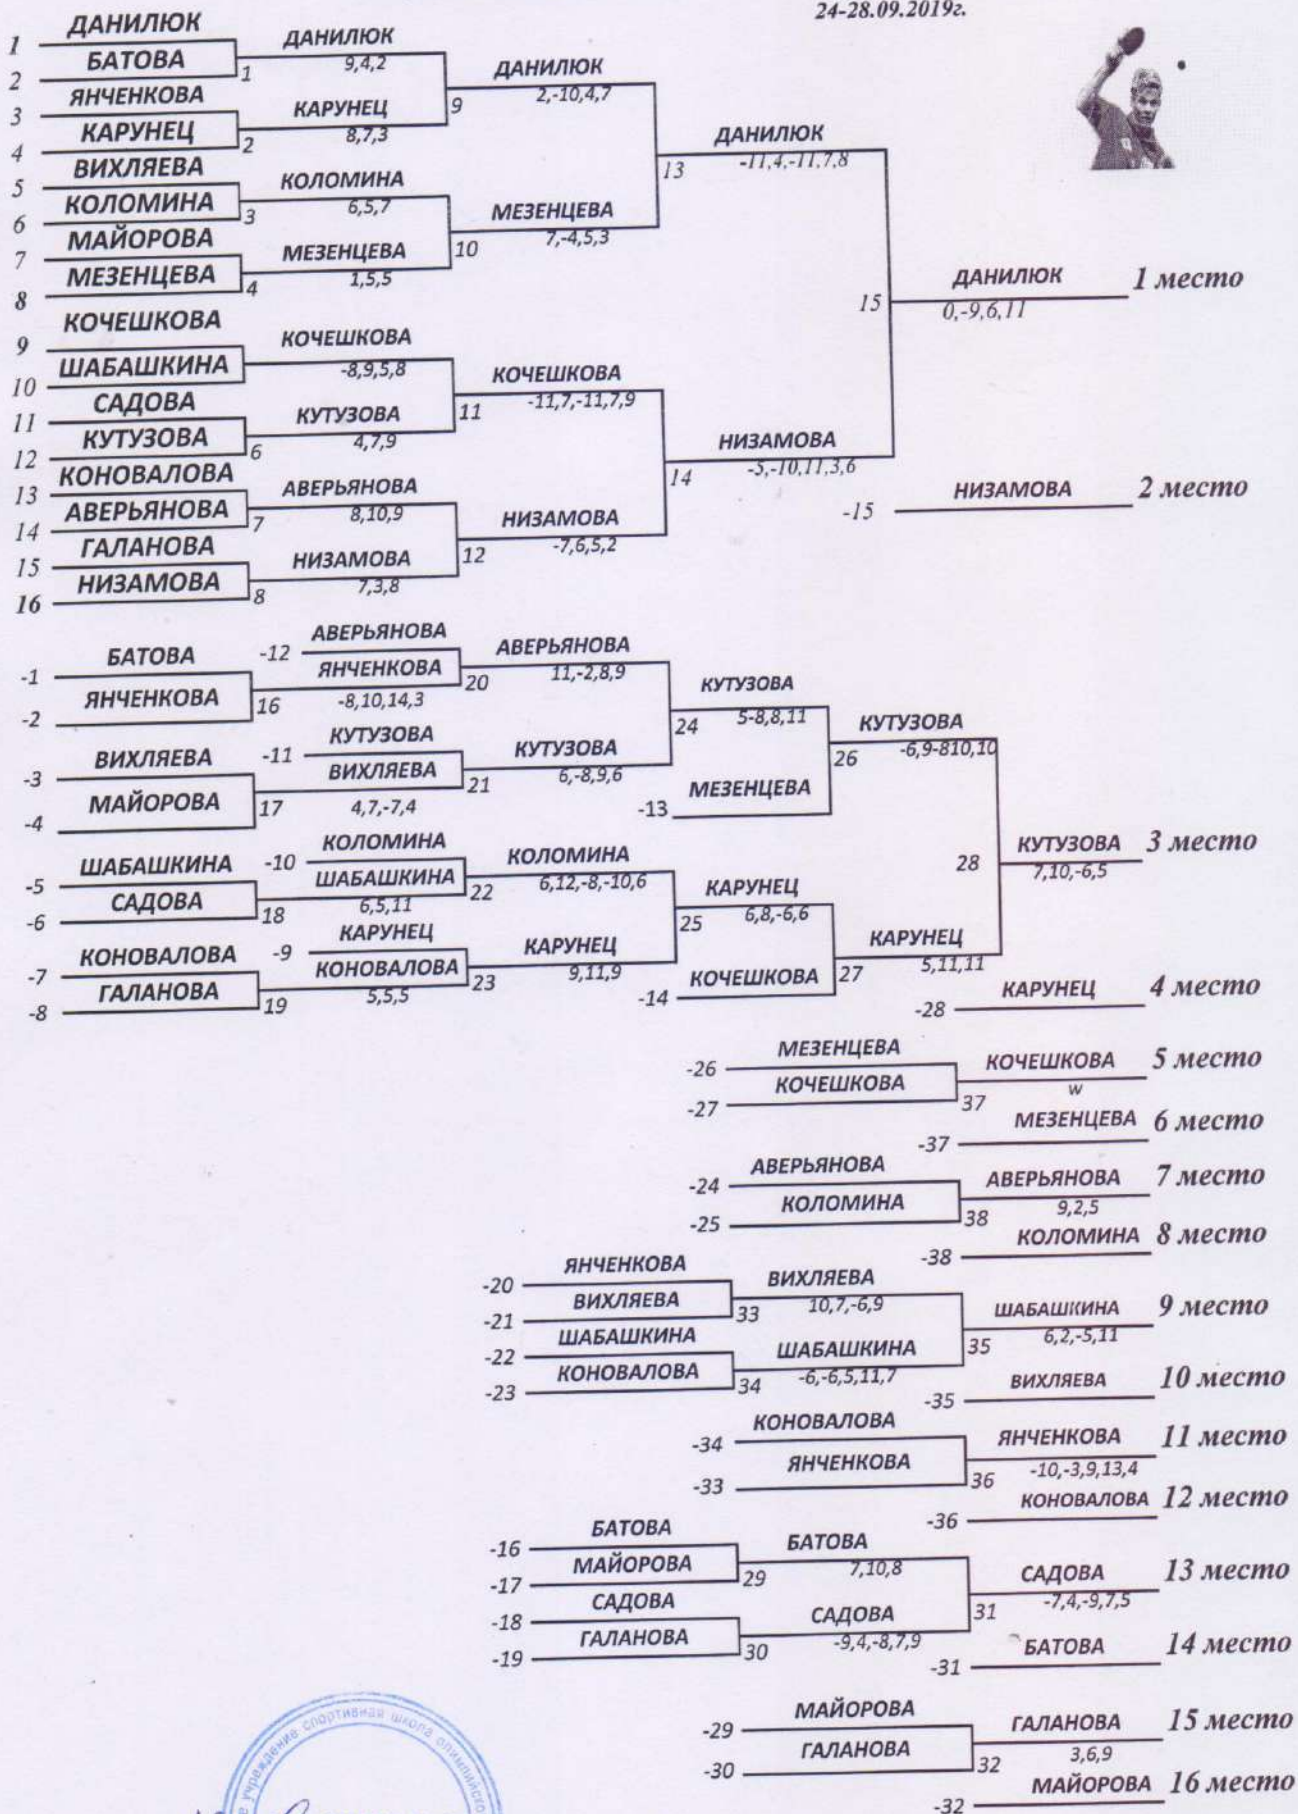 24-28.09.2019г.
1 ДАНИЛЮК
2 БАТОВА
3 ЯНЧЕНКОВА
4 КАРУНЕЦ
5 ВИХЛЯЕВА
6 КОЛОМИНА
7 МАЙОРОВА
8 МЕЗЕНЦЕВА
9 КОЧЕШКОВА
10 ШАБАШКИНА
11 САДОВА
12 КУТУЗОВА
13 КОНОВАЛОВА
14 АВЕРЬЯНОВА
15 ГАЛАНОВА
16 НИЗАМОВА
1 ДАНИЛЮК
9,4,2
2 КАРУНЕЦ
8,7,3
3 КОЛОМИНА
6,5,7
4 МЕЗЕНЦЕВА
1,5,5
КОЧЕШКОВА
-8,9,5,8
6 КУТУЗОВА
4,7,9
7 АВЕРЬЯНОВА
8,10,9
8 НИЗАМОВА
7,3,8
9 ДАНИЛЮК
2,-10,4,7
10 МЕЗЕНЦЕВА
7,-4,5,3
11 КОЧЕШКОВА
-11,7,-11,7,9
12 НИЗАМОВА
-7,6,5,2
13 ДАНИЛЮК
-11,4,-11,7,8
14 НИЗАМОВА
-5,-10,11,3,6
15 ДАНИЛЮК 1 место
0,-9,6,11
-15 НИЗАМОВА 2 место
-1 БАТОВА
-2 ЯНЧЕНКОВА
-3 ВИХЛЯЕВА
-4 МАЙОРОВА
-5 ШАБАШКИНА
-6 САДОВА
-7 КОНОВАЛОВА
-8 ГАЛАНОВА
-12 АВЕРЬЯНОВА
16 ЯНЧЕНКОВА
-8,10,14,3
-11 КУТУЗОВА
17 ВИХЛЯЕВА
4,7,-7,4
-10 КОЛОМИНА
18 ШАБАШКИНА
6,5,11
-9 КАРУНЕЦ
19 КОНОВАЛОВА
5,5,5
20 АВЕРЬЯНОВА
11,-2,8,9
21 КУТУЗОВА
6,-8,9,6
22 КОЛОМИНА
6,12,-8,-10,6
23 КАРУНЕЦ
9,11,9
24 КУТУЗОВА
5-8,8,11
-13 МЕЗЕНЦЕВА
25 КАРУНЕЦ
6,8,-6,6
-14 КОЧЕШКОВА
26 КУТУЗОВА
-6,9-810,10
27 КАРУНЕЦ
5,11,11
28 КУТУЗОВА 3 место
7,10,-6,5
-28 КАРУНЕЦ 4 место
-26 МЕЗЕНЦЕВА
-27 КОЧЕШКОВА
37 КОЧЕШКОВА 5 место
w
-37 МЕЗЕНЦЕВА 6 место
-24 АВЕРЬЯНОВА
-25 КОЛОМИНА
38 АВЕРЬЯНОВА 7 место
9,2,5
-38 КОЛОМИНА 8 место
-20 ЯНЧЕНКОВА
-21 ВИХЛЯЕВА
-22 ШАБАШКИНА
-23 КОНОВАЛОВА
33 ВИХЛЯЕВА
10,7,-6,9
34 ШАБАШКИНА
-6,-6,5,11,7
35 ШАБАШКИНА 9 место
6,2,-5,11
-35 ВИХЛЯЕВА 10 место
-34 КОНОВАЛОВА
-33 ЯНЧЕНКОВА
36 ЯНЧЕНКОВА 11 место
-10,-3,9,13,4
-36 КОНОВАЛОВА 12 место
-16 БАТОВА
-17 МАЙОРОВА
-18 САДОВА
-19 ГАЛАНОВА
29 БАТОВА
7,10,8
30 САДОВА
-9,4,-8,7,9
31 САДОВА 13 место
-7,4,-9,7,5
-31 БАТОВА 14 место
-29 МАЙОРОВА
-30 ГАЛАНОВА
32 ГАЛАНОВА 15 место
3,6,9
-32 МАЙОРОВА 16 место
учреждение спортивная школа